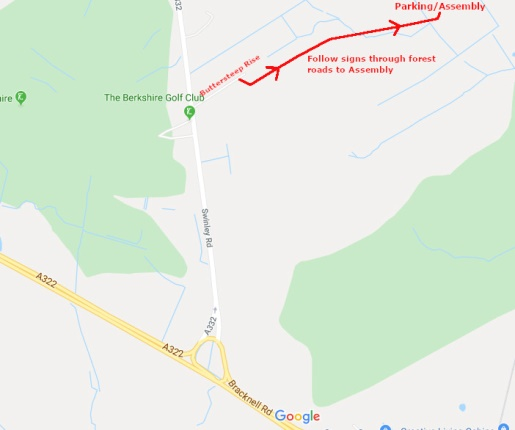 A32
Parking/Assembly
Buttersteep Rise
Follow signs through forest
roads to Assembly
The Berkshire Golf Club
Swinley Rd
A322
A332
A322
Bracknell Rd
Google